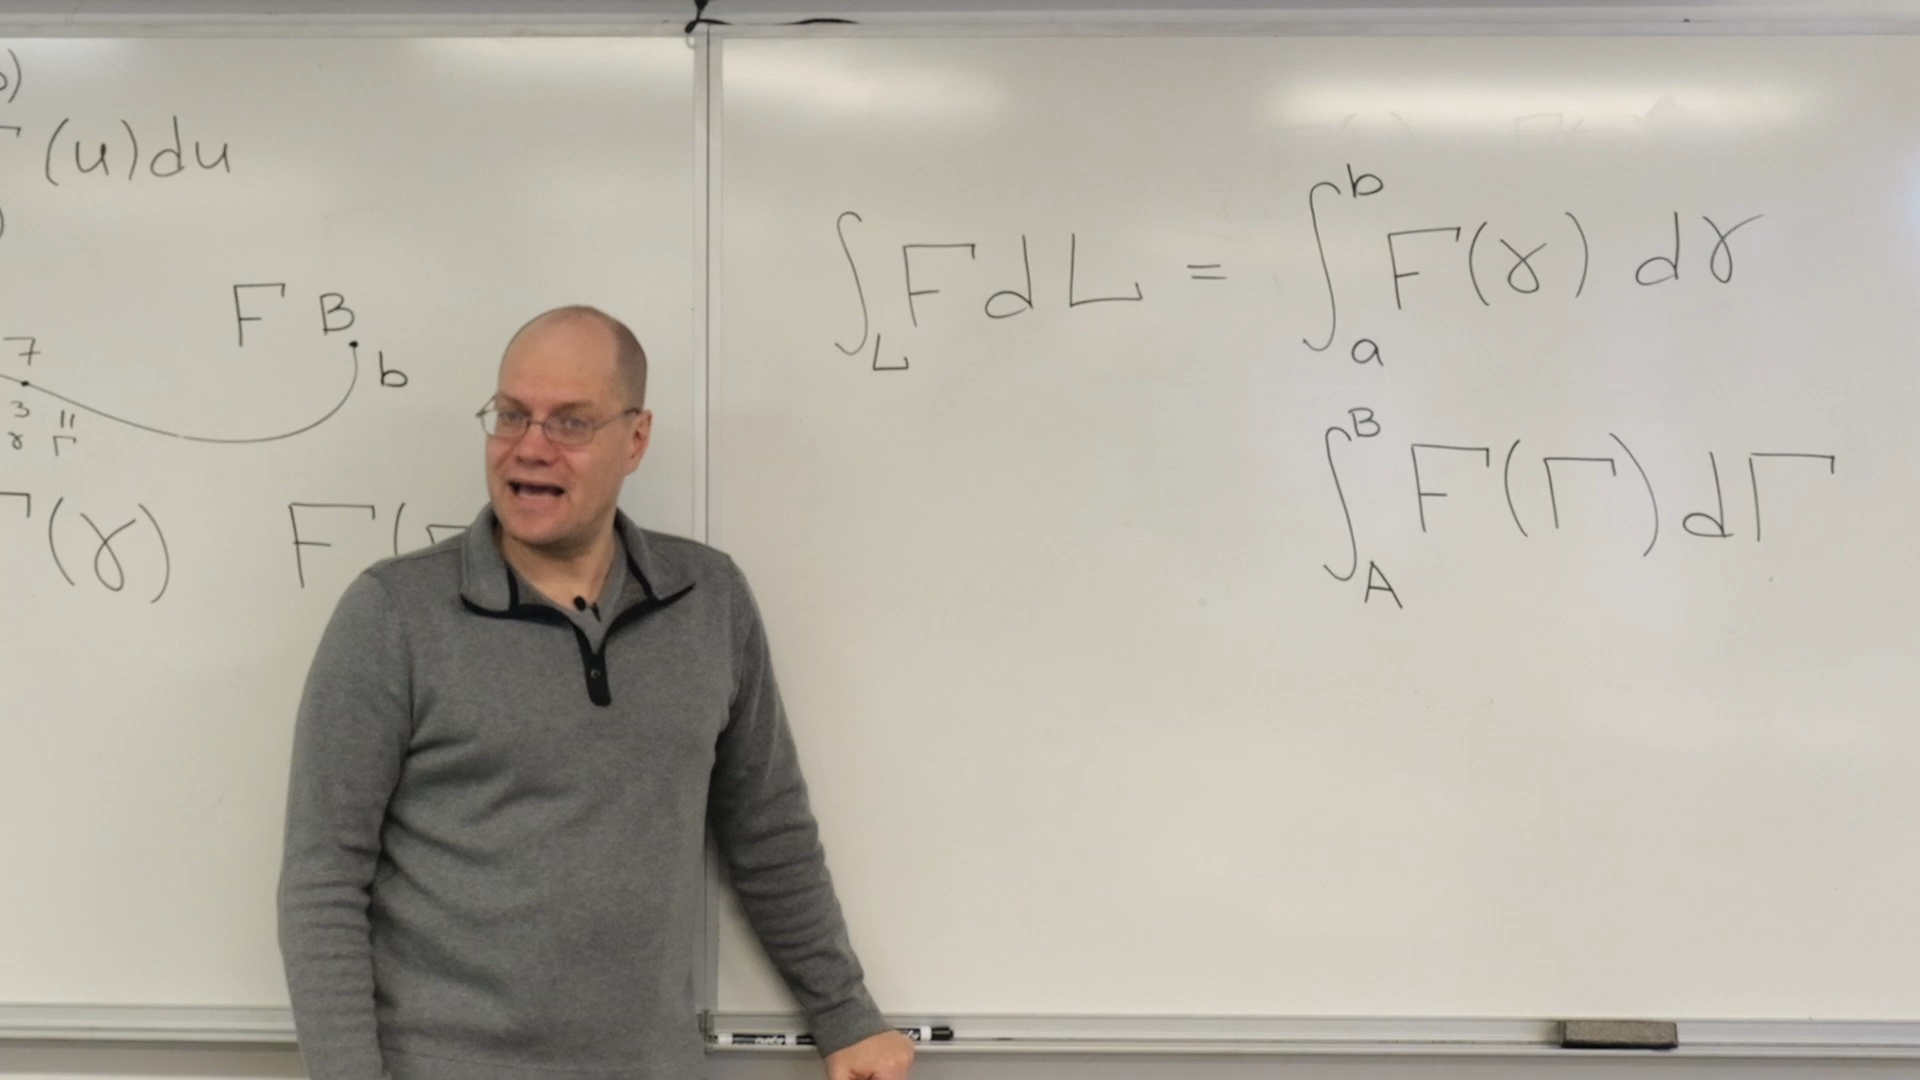 (u)du
F B
7
b
3 ‖
γ Γ
(γ) F(
∫_L F dL = ∫_a^b F(γ) dγ
∫_A^B F(Γ) dΓ